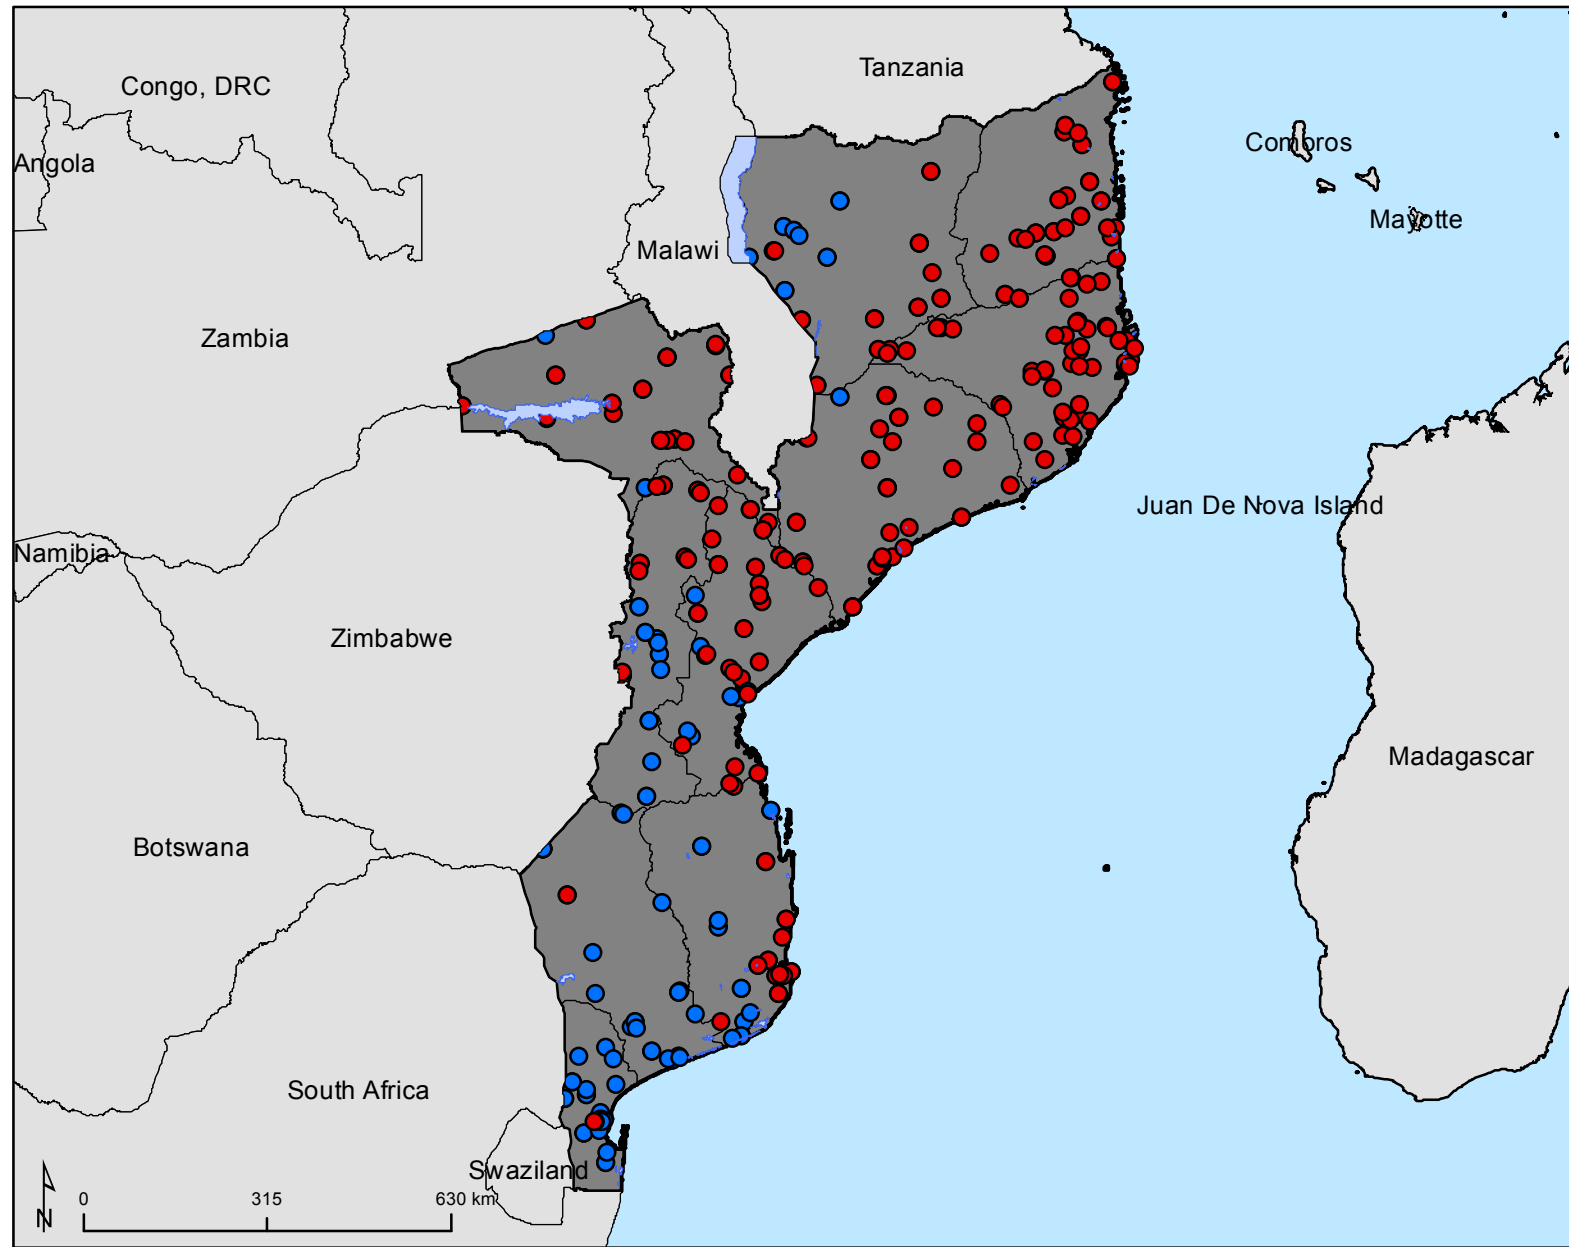 Tanzania
Congo, DRC
Comoros
Angola
Mayotte
Malawi
Zambia
Juan De Nova Island
Namibia
Zimbabwe
Madagascar
Botswana
South Africa
Swaziland
0 315 630 km
N